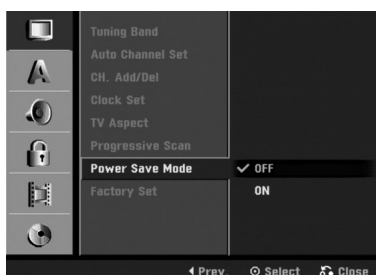 Tuning Band
Auto Channel Set
CH. Add/Del
Clock Set
TV Aspect
Progressive Scan
Power Save Mode ✓ OFF
Factory Set ON
Prev. Select Close